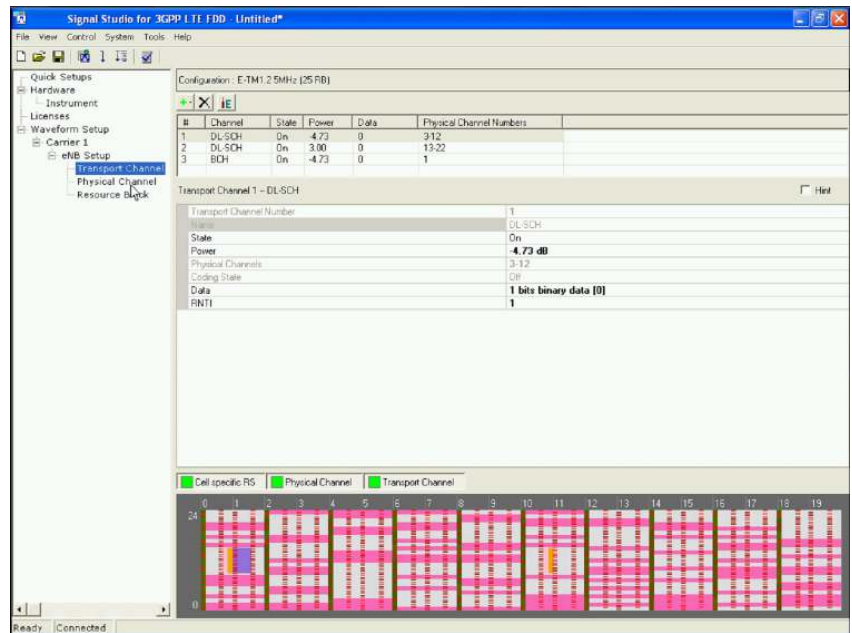 Signal Studio for 3GPP LTE FDD - Untitled*
File View Control System Tools Help
Quick Setups
Hardware
Instrument
Licenses
Waveform Setup
Carrier 1
eNB Setup
Transport Channel
Physical Channel
Resource Block
Configuration : E-TM1.2 5MHz (25 RB)
# Channel State Power Data Physical Channel Numbers
1 DL-SCH On -4.73 0 3-12
2 DL-SCH On 3.00 0 13-22
3 BCH On -4.73 0 1
Transport Channel 1 – DL-SCH Hint
Transport Channel Number 1
Name DL-SCH
State On
Power -4.73 dB
Physical Channels 3-12
Coding State Off
Data 1 bits binary data [0]
RNTI 1
Cell specific RS Physical Channel Transport Channel
0 1 2 3 4 5 6 7 8 9 10 11 12 13 14 15 16 17 18 19
24
0
Ready Connected